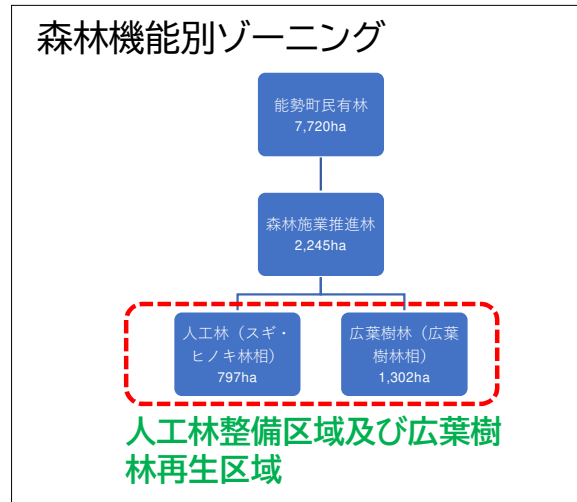 森林機能別ゾーニング
能勢町民有林
7,720ha
森林施業推進林
2,245ha
人工林（スギ・
ヒノキ林相）
797ha
広葉樹林（広葉
樹林相）
1,302ha
人工林整備区域及び広葉樹
林再生区域